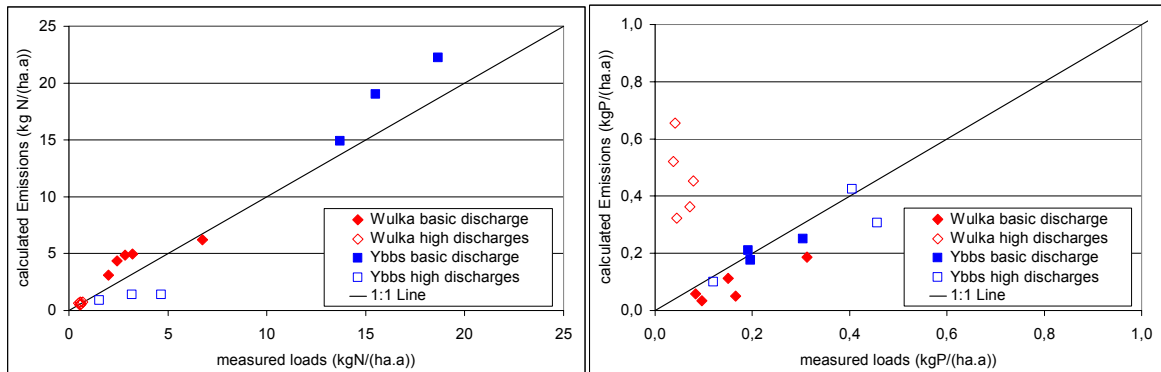 calculated Emissions (kg N/(ha.a))
25
20
15
10
5
0
0
5
10
15
20
25
measured loads (kgN/(ha.a))
Wulka basic discharge
Wulka high discharges
Ybbs basic discharge
Ybbs high discharges
1:1 Line
calculated Emissions (kgP/(ha.a))
1,0
0,8
0,6
0,4
0,2
0,0
0,0
0,2
0,4
0,6
0,8
1,0
measured loads (kgP/(ha.a))
Wulka basic discharge
Wulka high discharges
Ybbs basic discharge
Ybbs high discharges
1:1 Line